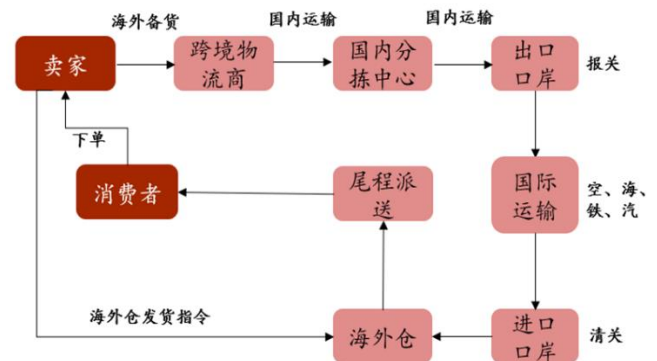 海外备货
国内运输
国内运输
卖家
跨境物
流商
国内分
拣中心
出口
口岸
报关
下单
消费者
尾程派
送
国际
运输
空、海、
铁、汽
海外仓发货指令
海外仓
进口
口岸
清关